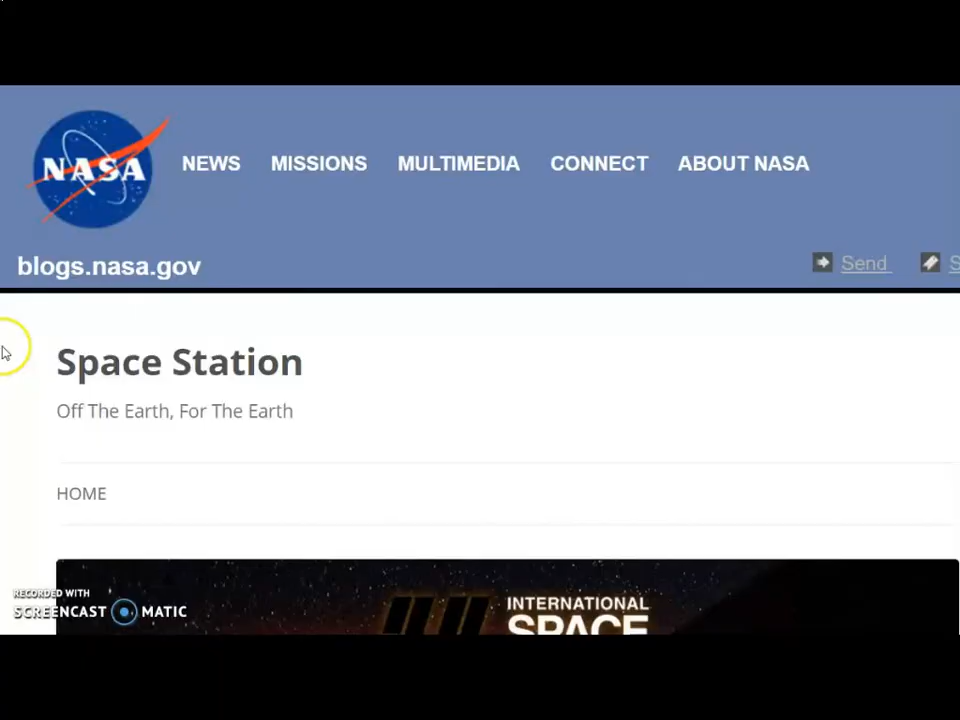 NASA
NEWS MISSIONS MULTIMEDIA CONNECT ABOUT NASA
blogs.nasa.gov
Send
Space Station
Off The Earth, For The Earth
HOME
INTERNATIONAL
SPACE
RECORDED WITH
SCREENCAST MATIC